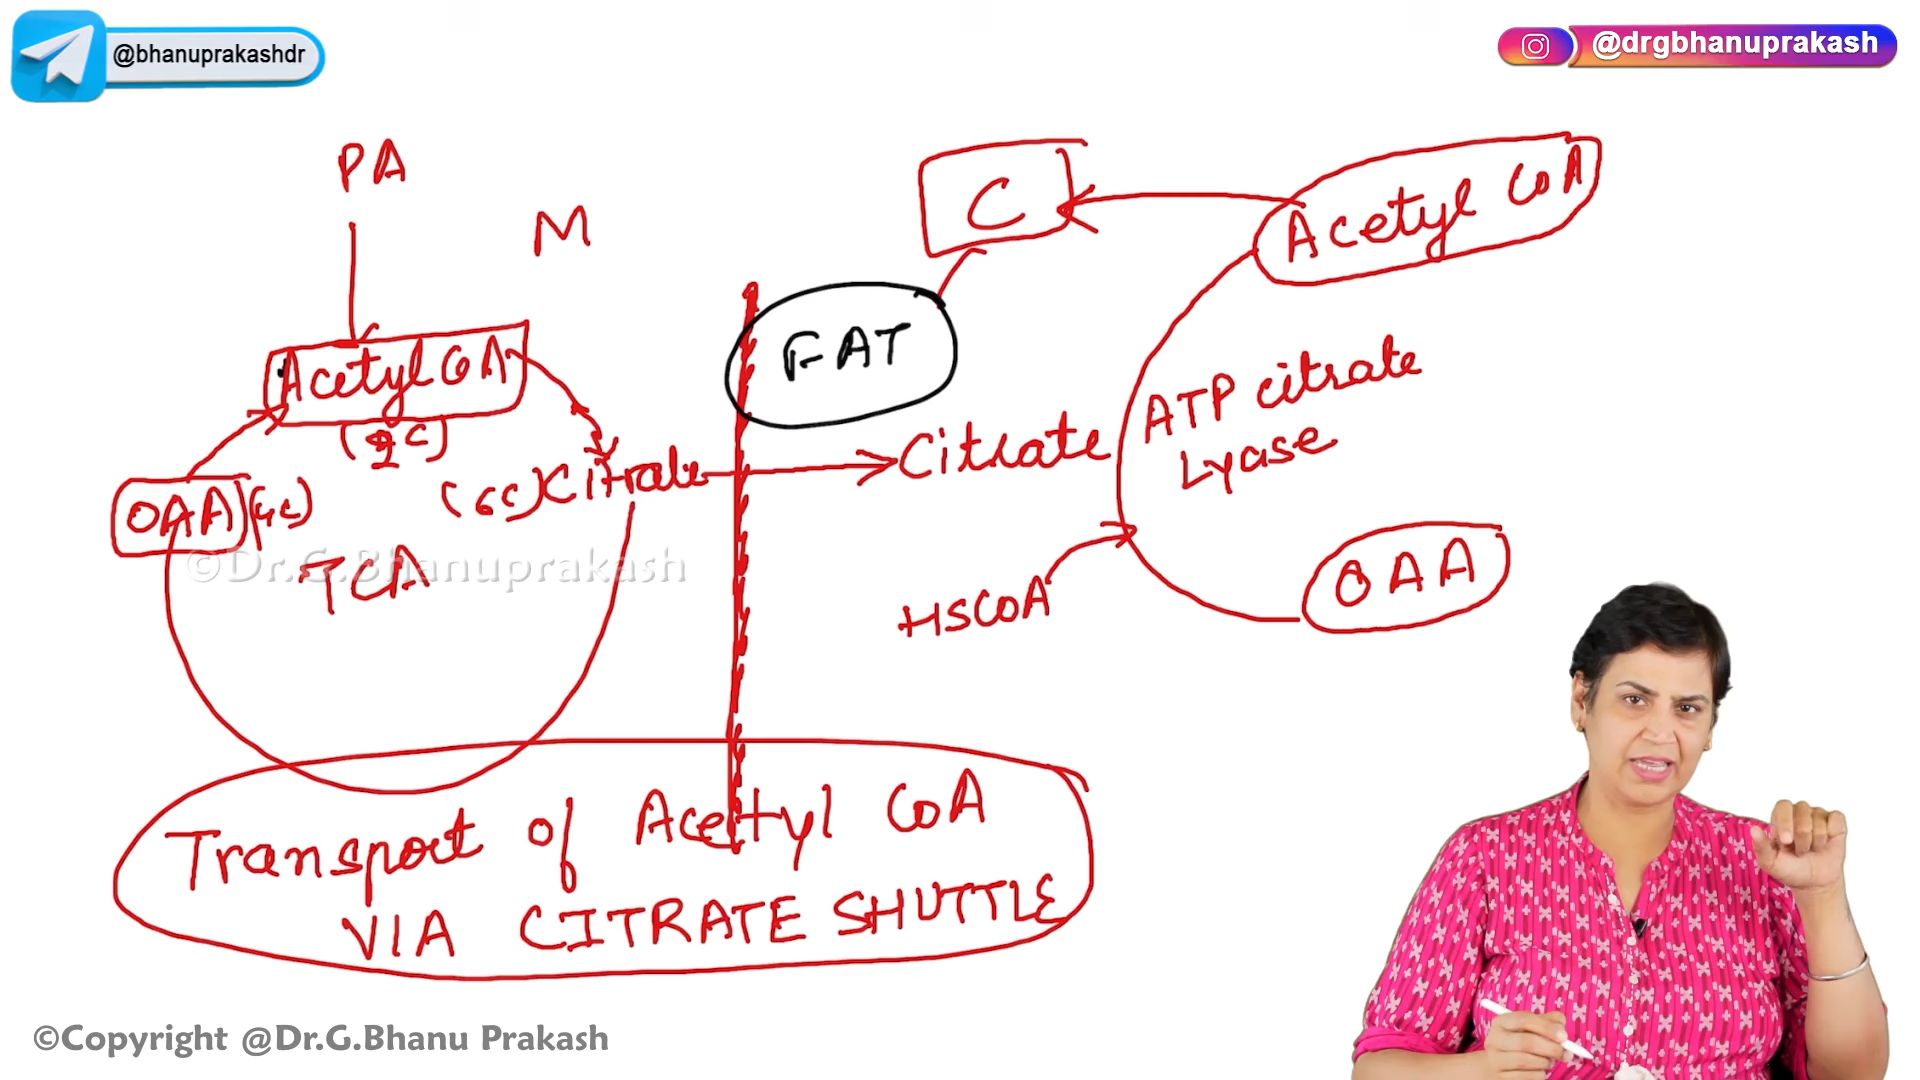 @bhanuprakashdr
@drgbhanuprakash
PA
M
C
Acetyl CoA
FAT
Acetyl CoA
(2C)
ATP citrate
Lyase
Citrate
(6C) Citrate
OAA (4C)
TCA
©Dr.G.Bhanuprakash
HSCoA
OAA
Transport of Acetyl CoA
VIA CITRATE SHUTTLE
©Copyright @Dr.G.Bhanu Prakash